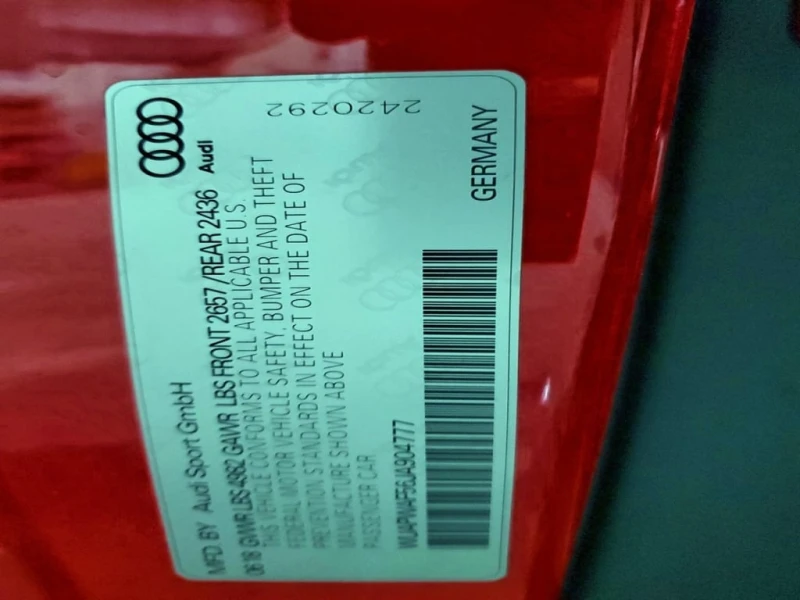 MFD BY Audi Sport GmbH
06 18 GVWR LBS 4982 GAWR LBS FRONT 2657 / REAR 2436
Audi
THIS VEHICLE CONFORMS TO ALL APPLICABLE U.S.
FEDERAL MOTOR VEHICLE SAFETY, BUMPER AND THEFT
PREVENTION STANDARDS IN EFFECT ON THE DATE OF
MANUFACTURE SHOWN ABOVE
PASSENGER CAR
WUAPWAF56JA904777
GERMANY
2420292